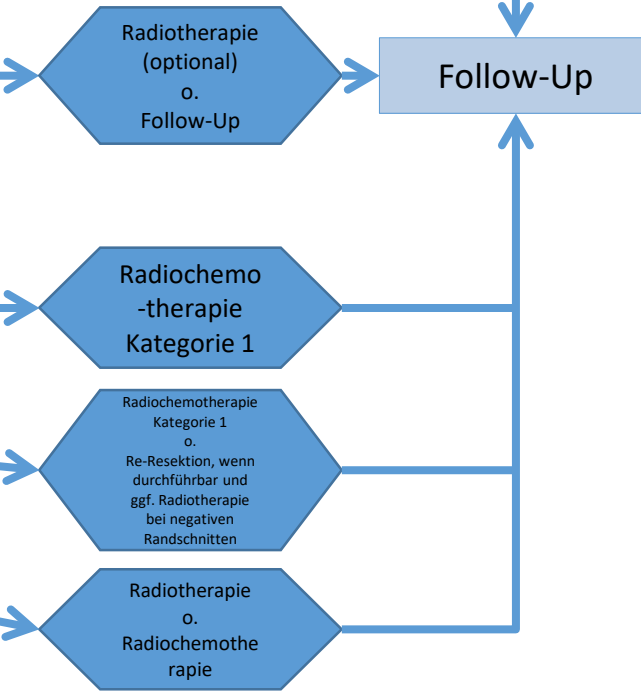 Radiotherapie
(optional)
o.
Follow-Up
Follow-Up
Radiochemo
-therapie
Kategorie 1
Radiochemotherapie
Kategorie 1
o.
Re-Resektion, wenn
durchführbar und
ggf. Radiotherapie
bei negativen
Randschnitten
Radiotherapie
o.
Radiochemothe
rapie